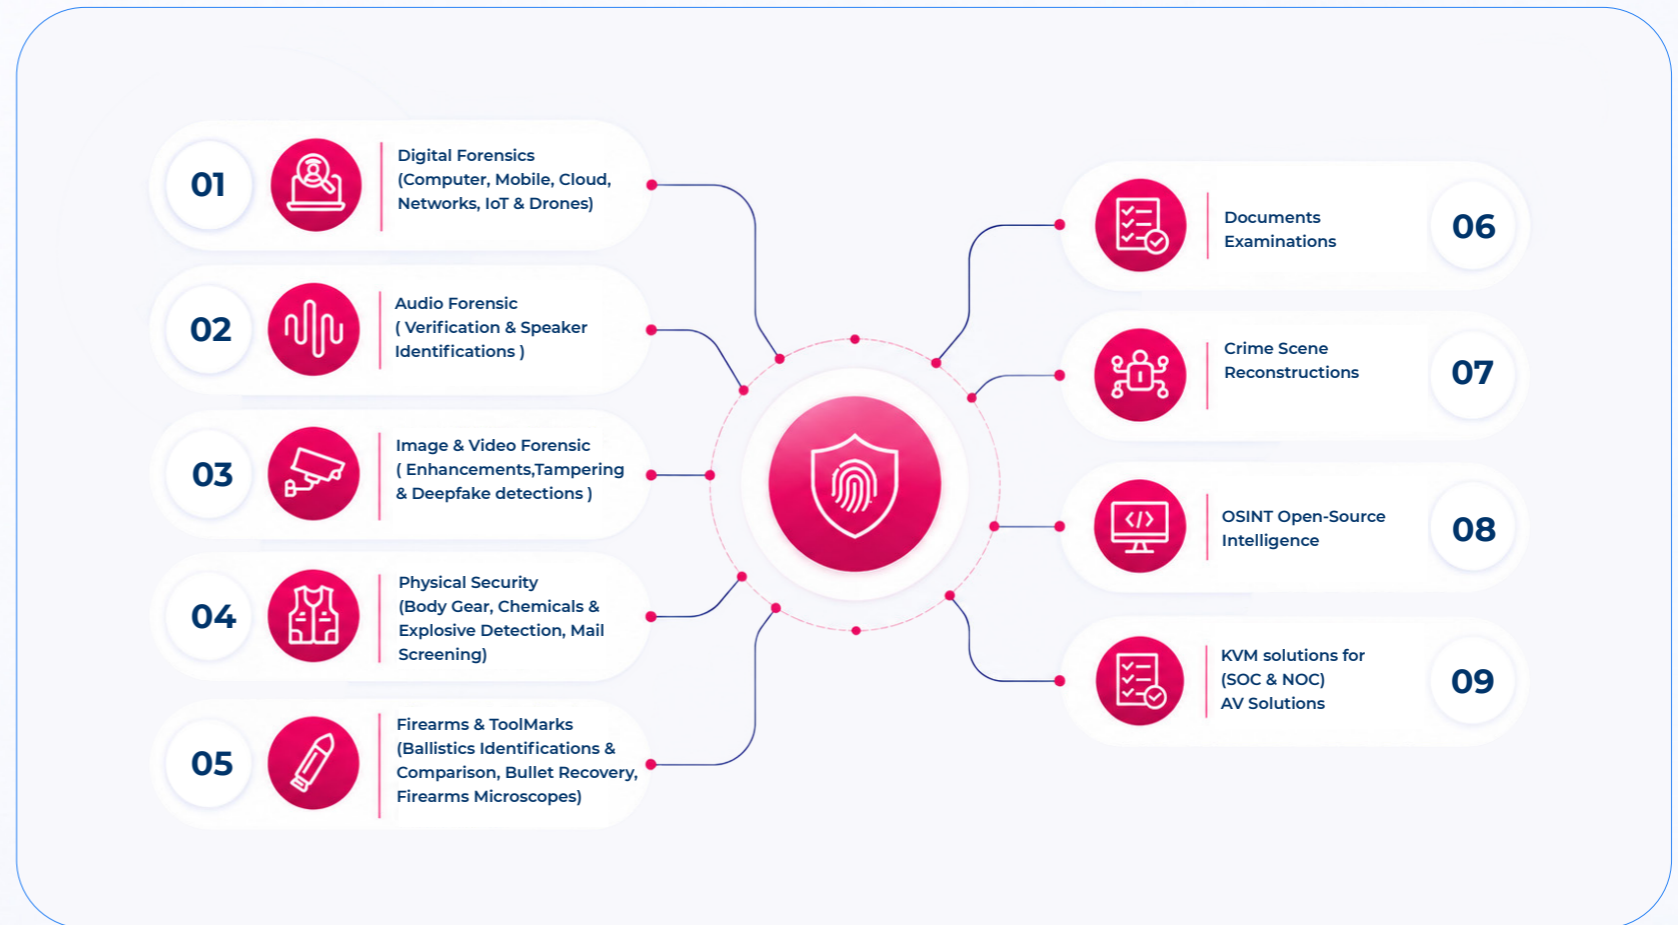 01
Digital Forensics
(Computer, Mobile, Cloud,
Networks, IoT & Drones)
02
Audio Forensic
( Verification & Speaker
Identifications )
03
Image & Video Forensic
( Enhancements,Tampering
& Deepfake detections )
04
Physical Security
(Body Gear, Chemicals &
Explosive Detection, Mail
Screening)
05
Firearms & ToolMarks
(Ballistics Identifications &
Comparison, Bullet Recovery,
Firearms Microscopes)
Documents
Examinations
06
Crime Scene
Reconstructions
07
</>
OSINT Open-Source
Intelligence
08
KVM solutions for
(SOC & NOC)
AV Solutions
09